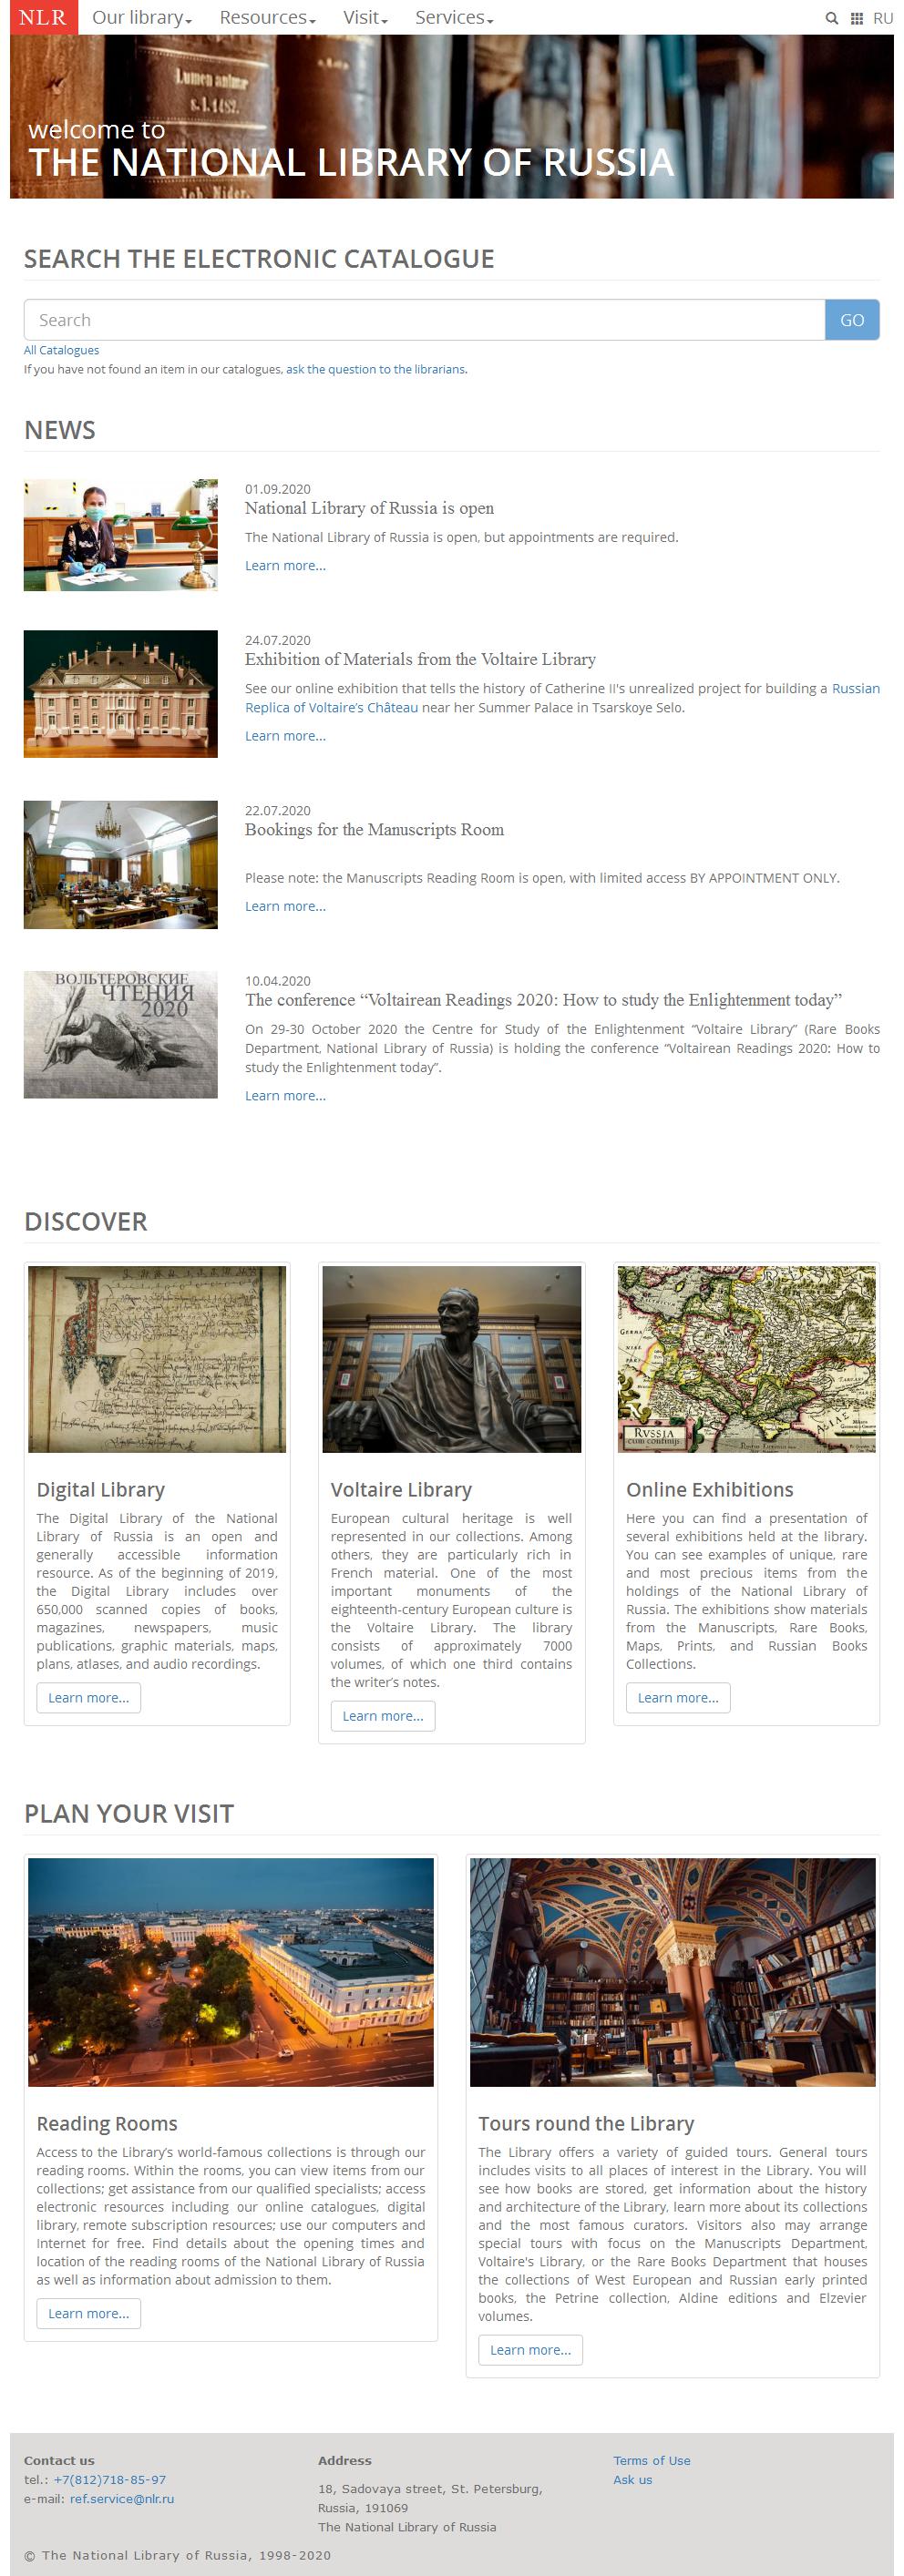 NLR Our library Resources Visit Services RU
Lumen animæ
s.l. 1482.
welcome to
THE NATIONAL LIBRARY OF RUSSIA
SEARCH THE ELECTRONIC CATALOGUE
Search GO
All Catalogues
If you have not found an item in our catalogues, ask the question to the librarians.
NEWS
01.09.2020
National Library of Russia is open
The National Library of Russia is open, but appointments are required.
Learn more...
24.07.2020
Exhibition of Materials from the Voltaire Library
See our online exhibition that tells the history of Catherine II's unrealized project for building a Russian
Replica of Voltaire’s Château near her Summer Palace in Tsarskoye Selo.
Learn more...
22.07.2020
Bookings for the Manuscripts Room
Please note: the Manuscripts Reading Room is open, with limited access BY APPOINTMENT ONLY.
Learn more...
ВОЛЬТЕРОВСКИЕ
ЧТЕНИЯ
2020
10.04.2020
The conference “Voltairean Readings 2020: How to study the Enlightenment today”
On 29-30 October 2020 the Centre for Study of the Enlightenment “Voltaire Library” (Rare Books
Department, National Library of Russia) is holding the conference “Voltairean Readings 2020: How to
study the Enlightenment today”.
Learn more...
DISCOVER
Digital Library
The Digital Library of the National
Library of Russia is an open and
generally accessible information
resource. As of the beginning of 2019,
the Digital Library includes over
650,000 scanned copies of books,
magazines, newspapers, music
publications, graphic materials, maps,
plans, atlases, and audio recordings.
Learn more...
Voltaire Library
European cultural heritage is well
represented in our collections. Among
others, they are particularly rich in
French material. One of the most
important monuments of the
eighteenth-century European culture is
the Voltaire Library. The library
consists of approximately 7000
volumes, of which one third contains
the writer’s notes.
Learn more...
RVSSIA
cum confinijs
Online Exhibitions
Here you can find a presentation of
several exhibitions held at the library.
You can see examples of unique, rare
and most precious items from the
holdings of the National Library of
Russia. The exhibitions show materials
from the Manuscripts, Rare Books,
Maps, Prints, and Russian Books
Collections.
Learn more...
PLAN YOUR VISIT
Reading Rooms
Access to the Library’s world-famous collections is through our
reading rooms. Within the rooms, you can view items from our
collections; get assistance from our qualified specialists; access
electronic resources including our online catalogues, digital
library, remote subscription resources; use our computers and
Internet for free. Find details about the opening times and
location of the reading rooms of the National Library of Russia
as well as information about admission to them.
Learn more...
Tours round the Library
The Library offers a variety of guided tours. General tours
includes visits to all places of interest in the Library. You will
see how books are stored, get information about the history
and architecture of the Library, learn more about its collections
and the most famous curators. Visitors also may arrange
special tours with focus on the Manuscripts Department,
Voltaire's Library, or the Rare Books Department that houses
the collections of West European and Russian early printed
books, the Petrine collection, Aldine editions and Elzevier
volumes.
Learn more...
Contact us
tel.: +7(812)718-85-97
e-mail: ref.service@nlr.ru
Address
18, Sadovaya street, St. Petersburg,
Russia, 191069
The National Library of Russia
Terms of Use
Ask us
© The National Library of Russia, 1998-2020